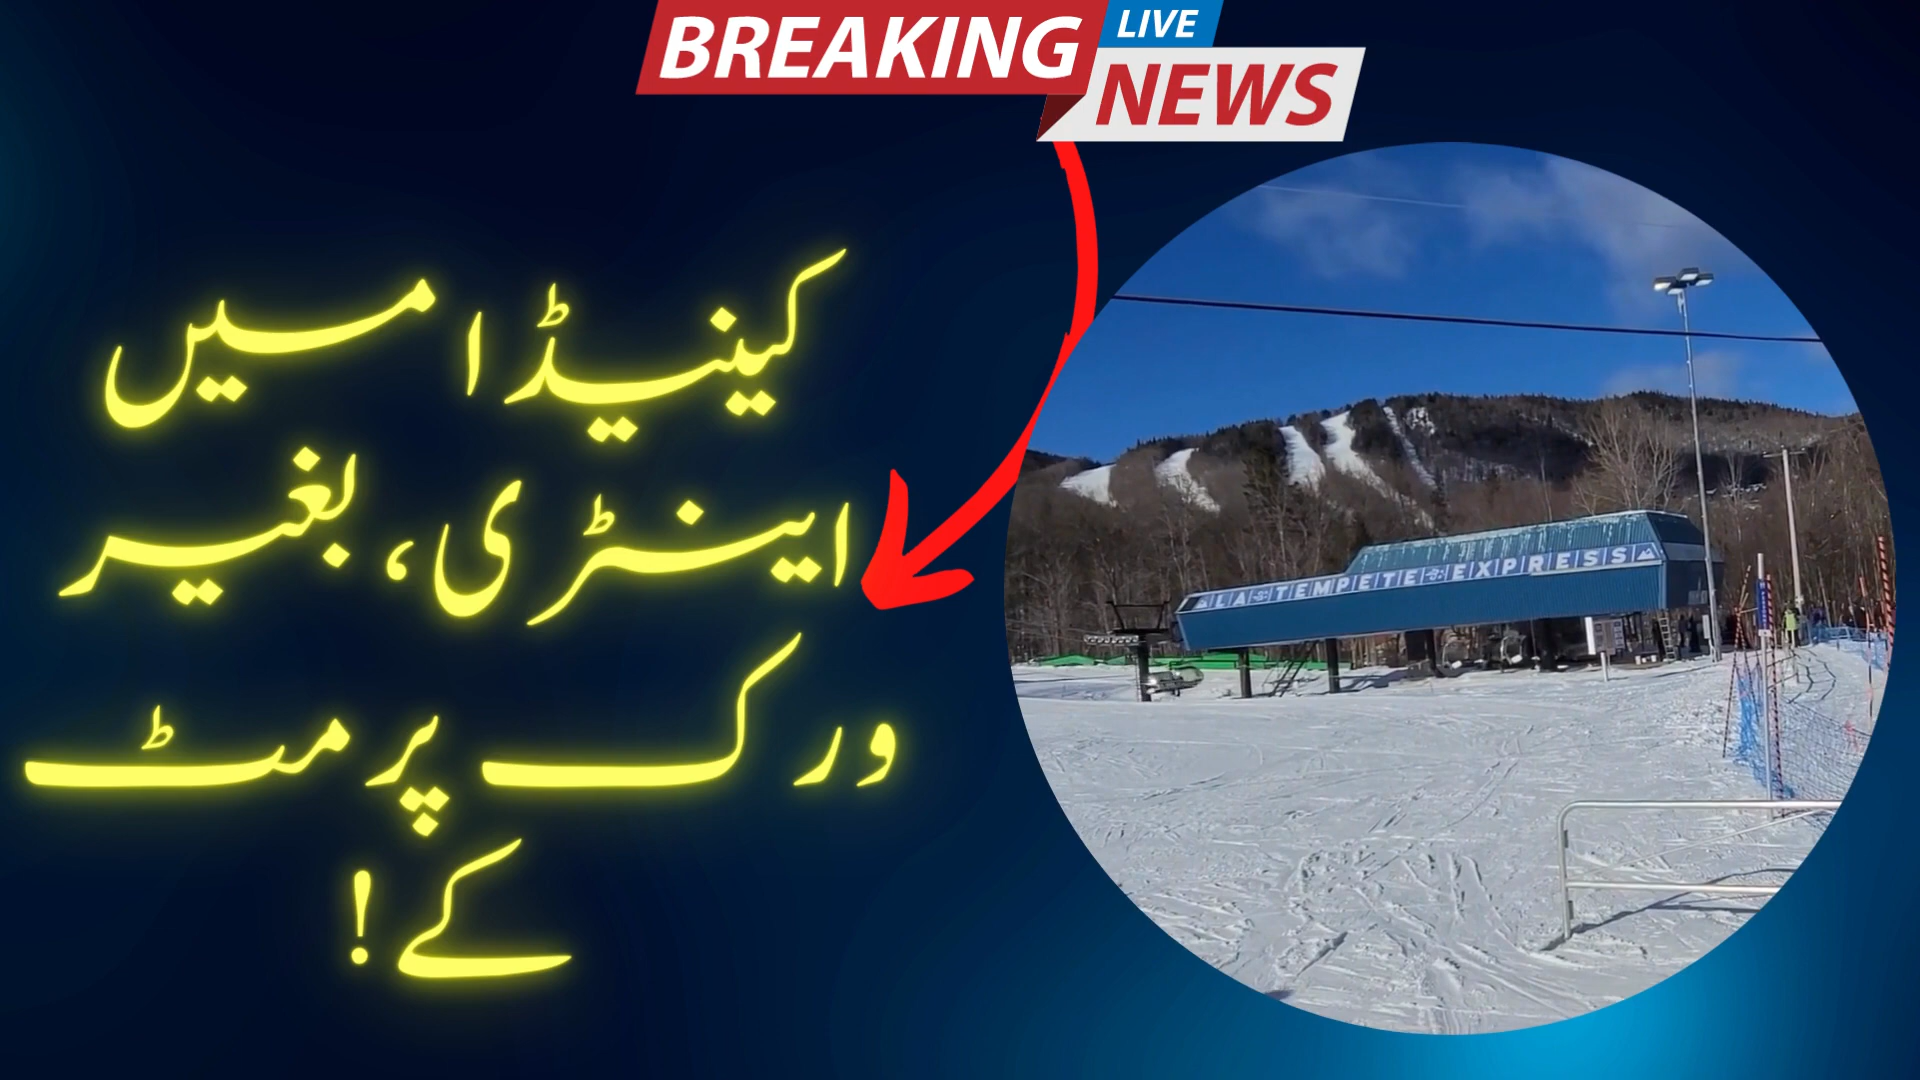 BREAKING
LIVE
NEWS
کینیڈا میں
اینٹری، بغیر
ورک پرمٹ
کے!
LA TEMPETE EXPRESS